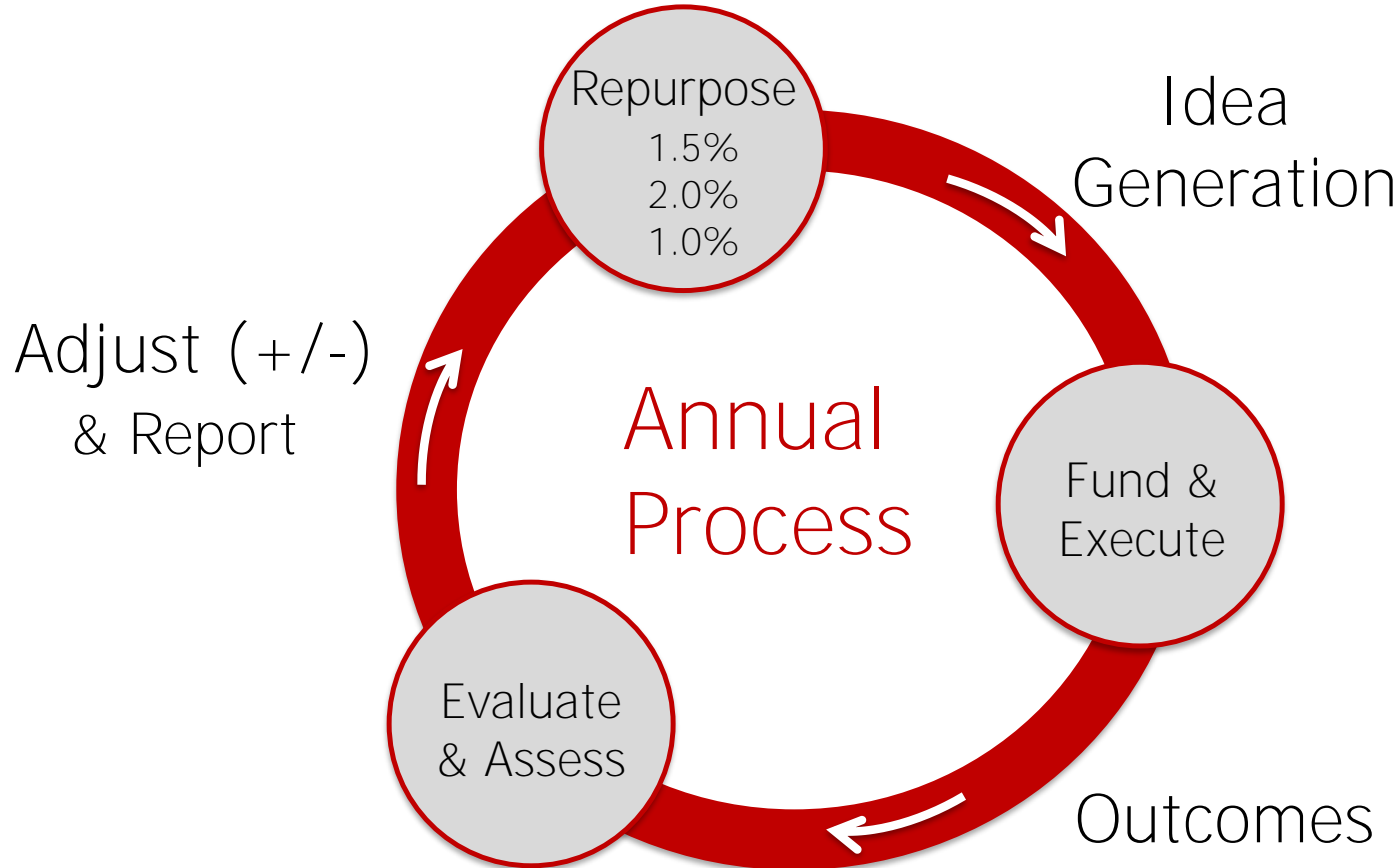 Repurpose
1.5%
2.0%
1.0%
Idea
Generation
Adjust (+/-)
& Report
Annual
Process
Fund &
Execute
Evaluate
& Assess
Outcomes